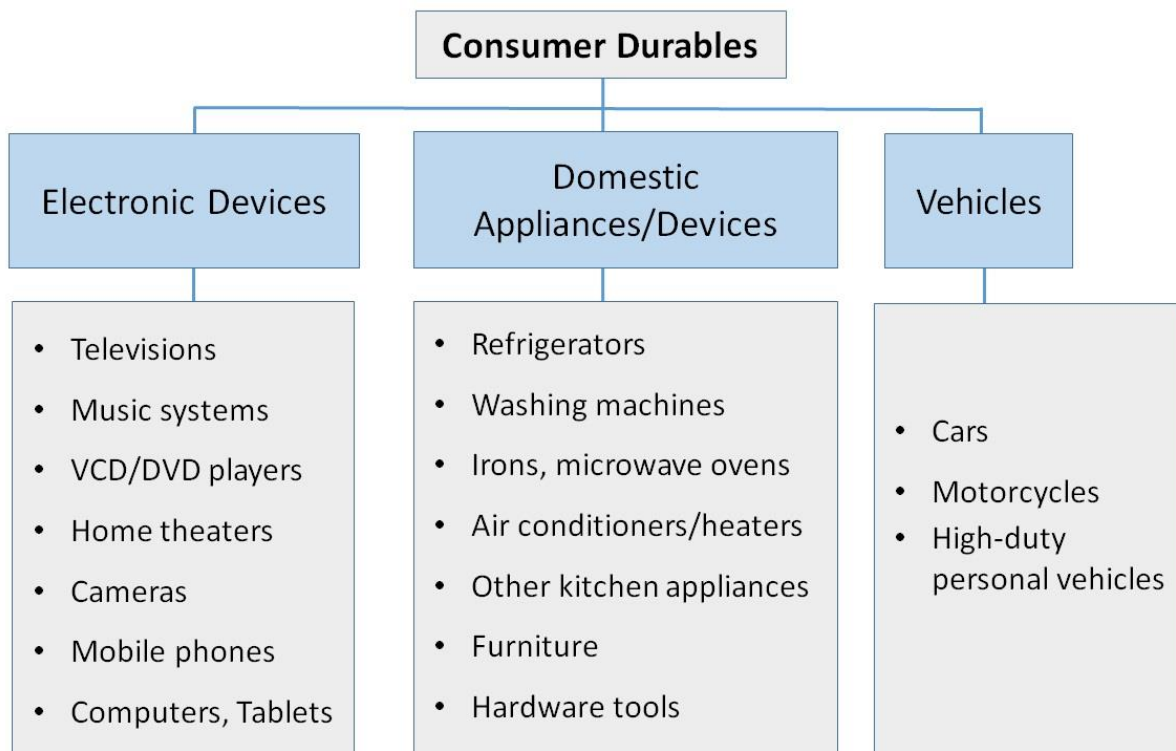 Consumer Durables
Electronic Devices
Domestic
Appliances/Devices
Vehicles
• Televisions
• Music systems
• VCD/DVD players
• Home theaters
• Cameras
• Mobile phones
• Computers, Tablets
• Refrigerators
• Washing machines
• Irons, microwave ovens
• Air conditioners/heaters
• Other kitchen appliances
• Furniture
• Hardware tools
• Cars
• Motorcycles
• High-duty
personal vehicles